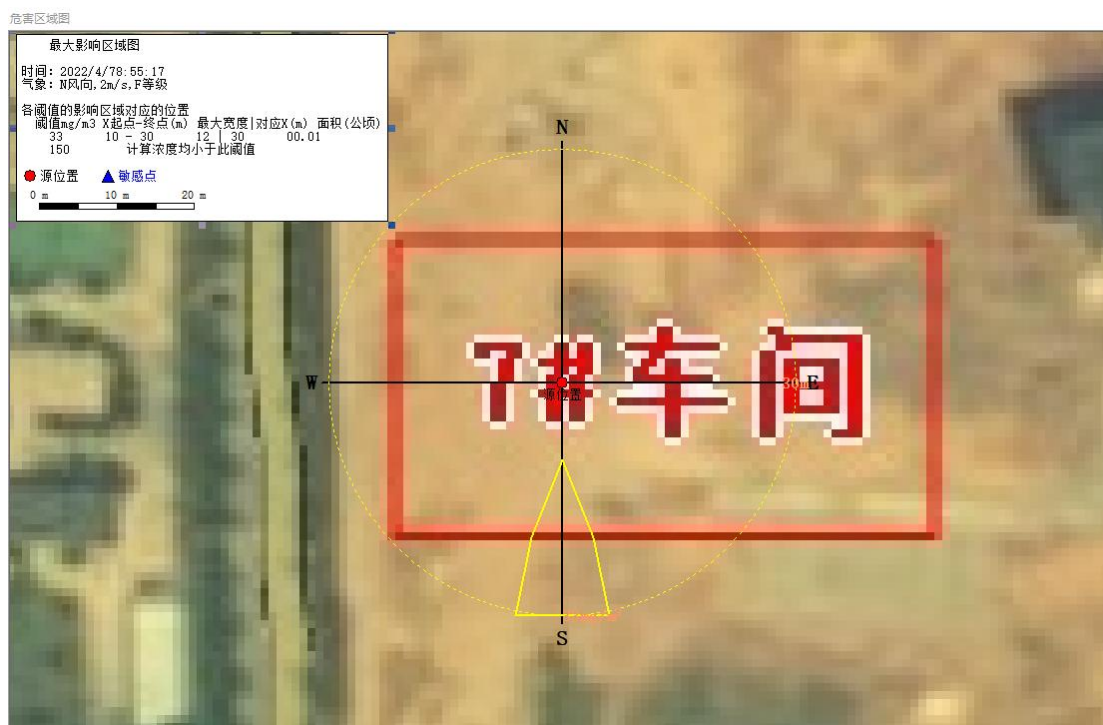 危害区域图
最大影响区域图
时间: 2022/4/78:55:17
气象: N风向,2m/s,F等级
各阈值的影响区域对应的位置
阈值mg/m3 X起点-终点(m) 最大宽度|对应X(m) 面积(公顷)
33 10 - 30 12 | 30 00.01
150 计算浓度均小于此阈值
源位置 敏感点
0 m 10 m 20 m
N
7#车间
W 30m E
源位置
S